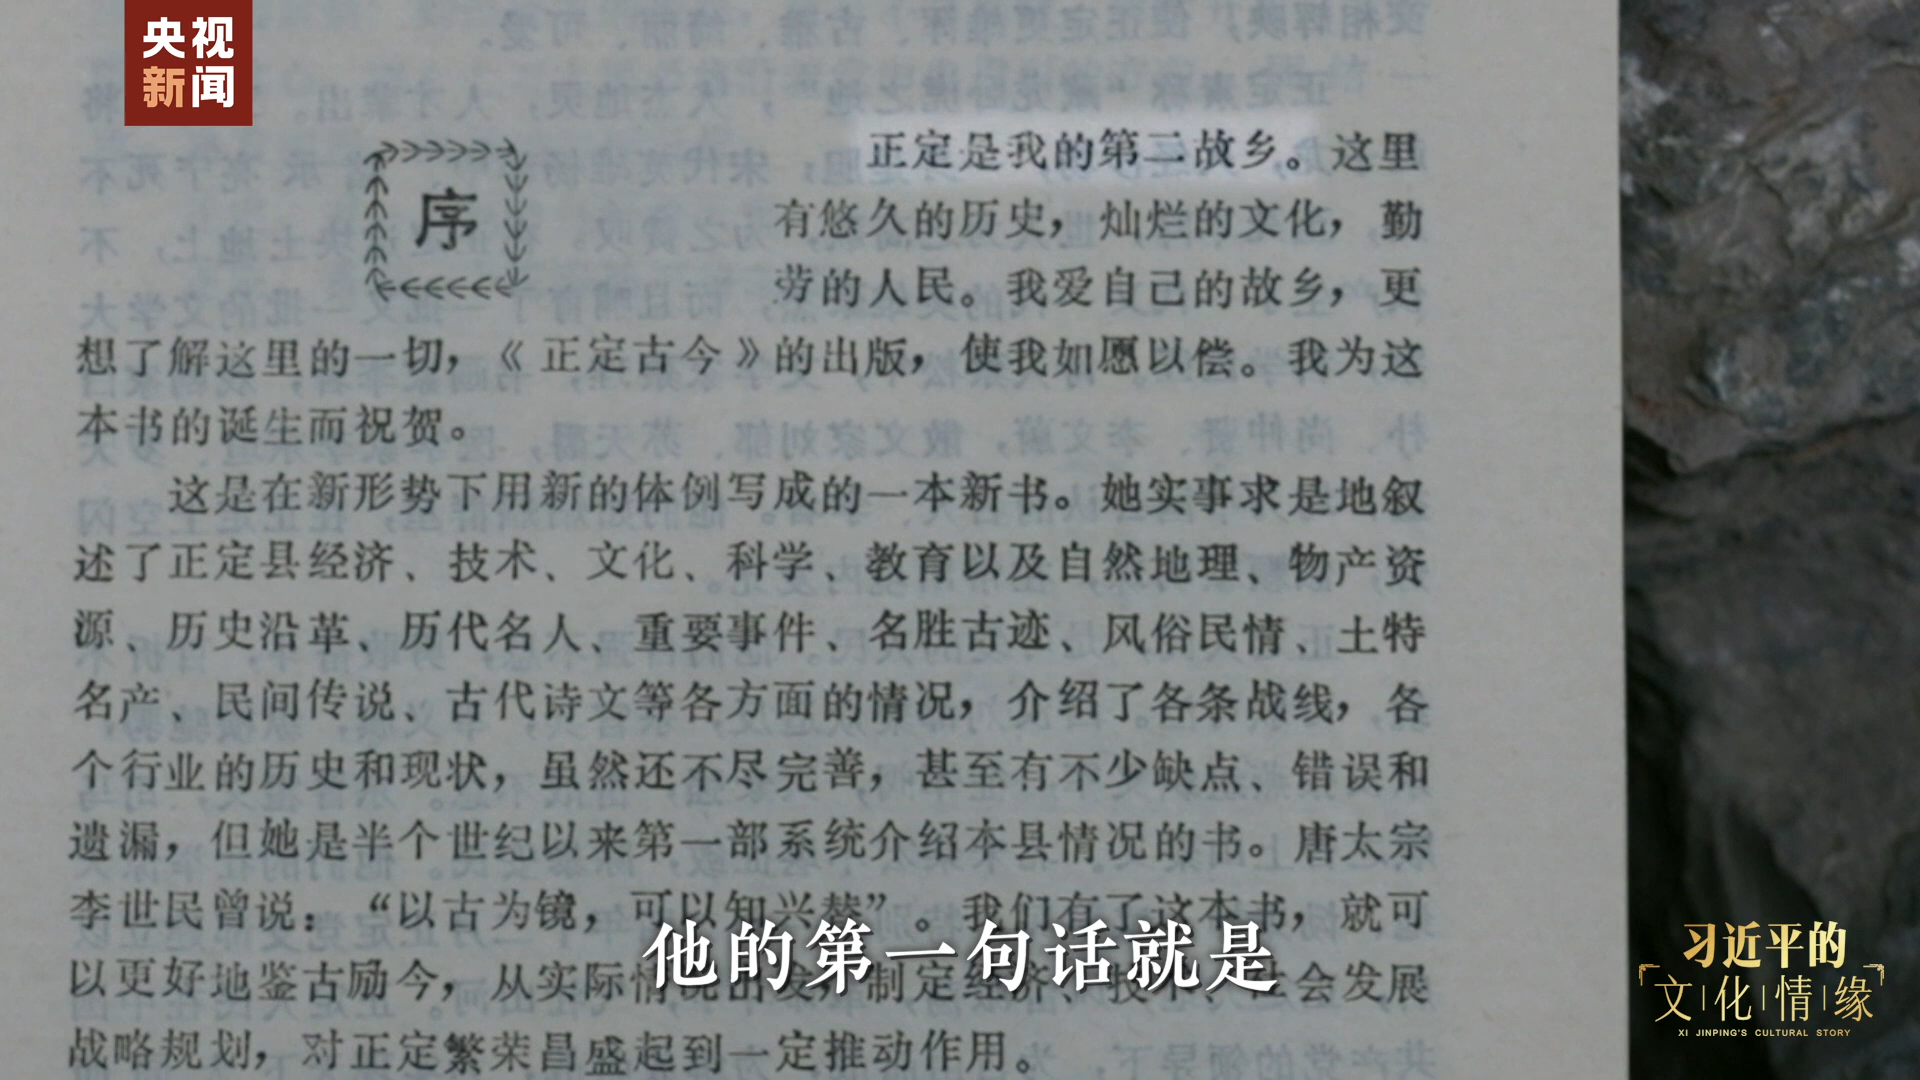 央视
新闻
序
正定是我的第二故乡。这里
有悠久的历史，灿烂的文化，勤
劳的人民。我爱自己的故乡，更
想了解这里的一切，《正定古今》的出版，使我如愿以偿。我为这
本书的诞生而祝贺。
这是在新形势下用新的体例写成的一本新书。她实事求是地叙
述了正定县经济、技术、文化、科学、教育以及自然地理、物产资
源、历史沿革、历代名人、重要事件、名胜古迹、风俗民情、土特
名产、民间传说、古代诗文等各方面的情况，介绍了各条战线，各
个行业的历史和现状，虽然还不尽完善，甚至有不少缺点、错误和
遗漏，但她是半个世纪以来第一部系统介绍本县情况的书。唐太宗
李世民曾说：“以古为镜，可以知兴替”。我们有了这本书，就可
以更好地鉴古励今，从实际情况出发，制定经济、技术、社会发展
战略规划，对正定繁荣昌盛起到一定推动作用。
他的第一句话就是
习近平的
文化情缘
XI JINPING'S CULTURAL STORY